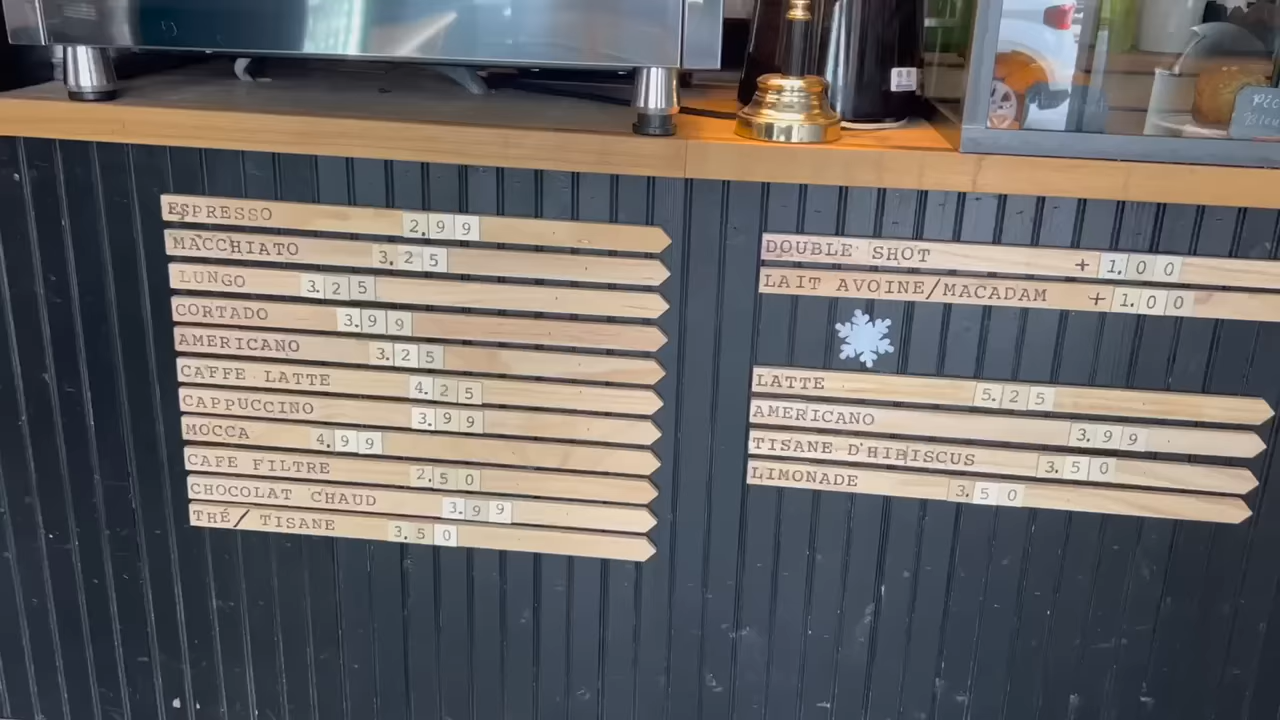 ESPRESSO 2.99
MACCHIATO 3.25
LUNGO 3.25
CORTADO 3.99
AMERICANO 3.25
CAFFE LATTE 4.25
CAPPUCCINO 3.99
MOCCA 4.99
CAFE FILTRE 2.50
CHOCOLAT CHAUD 3.99
THÉ/ TISANE 3.50
DOUBLE SHOT + 1.00
LAIT AVOINE/MACADAM + 1.00
LATTE 5.25
AMERICANO 3.99
TISANE D'HIBISCUS 3.50
LIMONADE 3.50